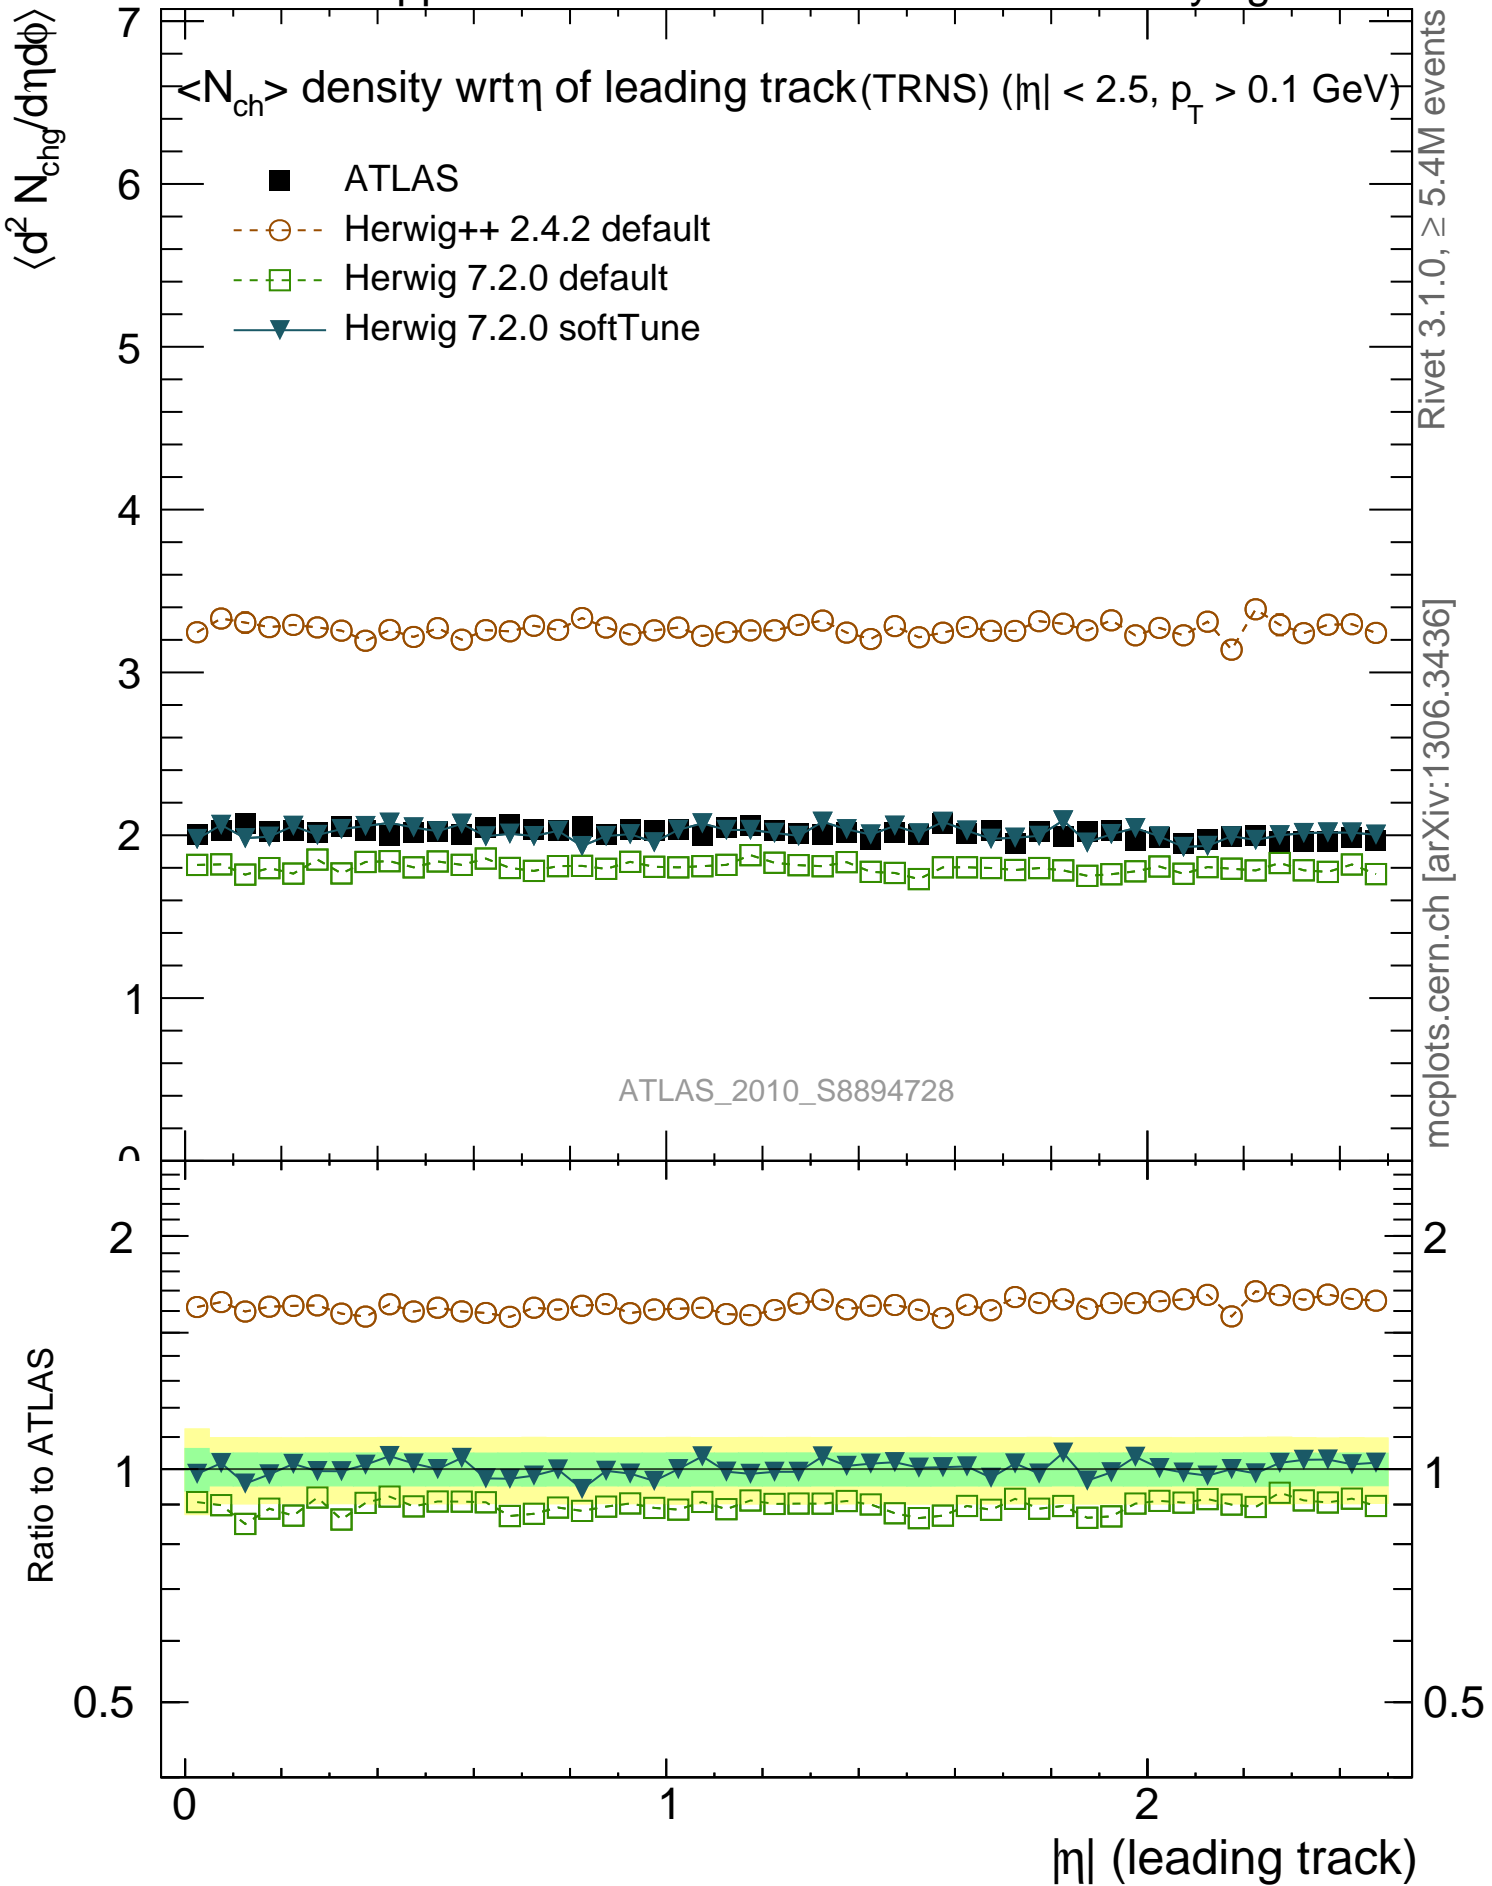 ⟨d² N_chg/dηdϕ⟩
<N_ch> density wrt η of leading track (TRNS) (|η| < 2.5, p_T > 0.1 GeV)
ATLAS
Herwig++ 2.4.2 default
Herwig 7.2.0 default
Herwig 7.2.0 softTune
7
6
5
4
3
2
1
0
ATLAS_2010_S8894728
Rivet 3.1.0, ≥ 5.4M events
mcplots.cern.ch [arXiv:1306.3436]
Ratio to ATLAS
2
1
0.5
2
1
0.5
0
1
2
|η| (leading track)